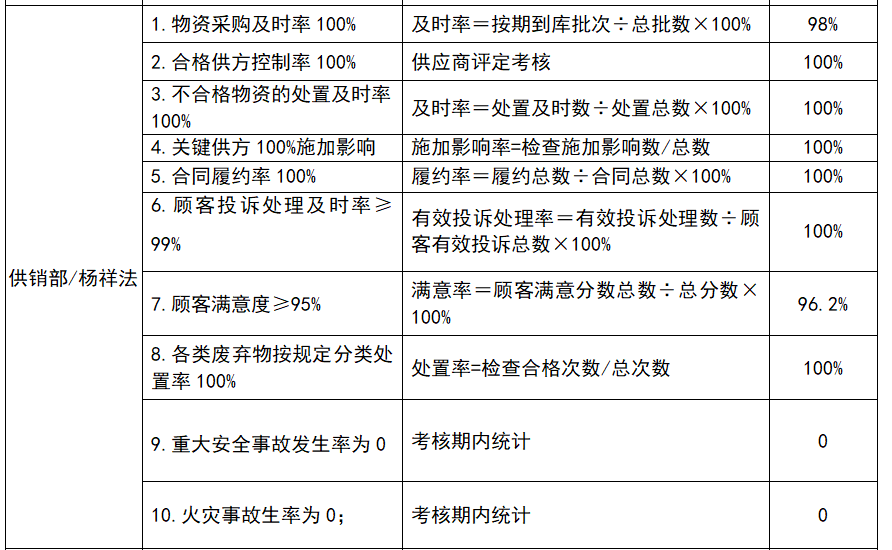 供销部/杨祥法
1. 物资采购及时率 100%
及时率＝按期到库批次÷总批数×100%
98%
2. 合格供方控制率 100%
供应商评定考核
100%
3. 不合格物资的处置及时率
100%
及时率＝处置及时数÷处置总数×100%
100%
4. 关键供方 100%施加影响
施加影响率=检查施加影响数/总数
100%
5. 合同履约率 100%
履约率＝履约总数÷合同总数×100%
100%
6. 顾客投诉处理及时率≥
99%
有效投诉处理率＝有效投诉处理数÷顾
客有效投诉总数×100%
100%
7. 顾客满意度≥95%
满意率＝顾客满意分数总数÷总分数×
100%
96.2%
8. 各类废弃物按规定分类处
置率 100%
处置率=检查合格次数/总次数
100%
9. 重大安全事故发生率为 0
考核期内统计
0
10. 火灾事故生率为 0；
考核期内统计
0